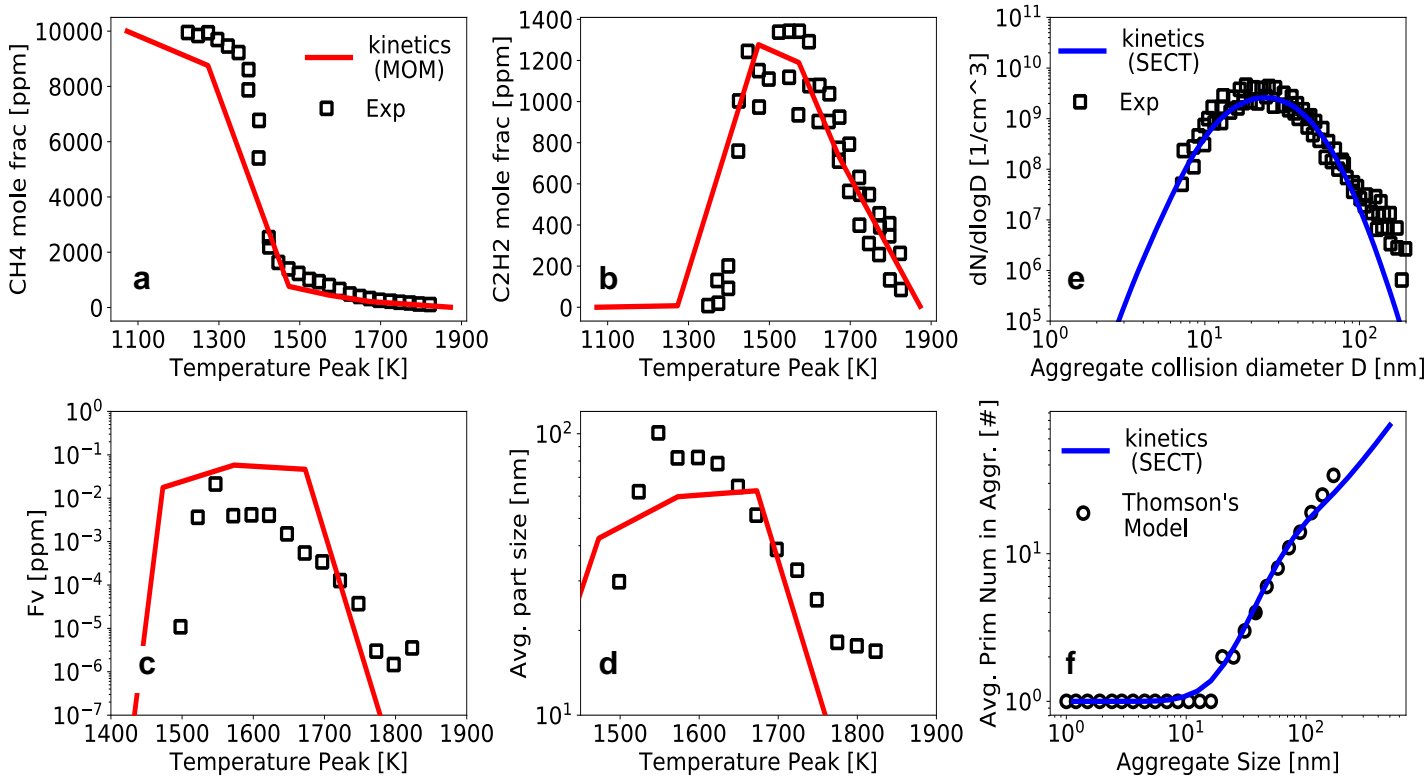 CH4 mole frac [ppm]
10000
8000
6000
4000
2000
0
kinetics
(MOM)
Exp
a
1100 1300 1500 1700 1900
Temperature Peak [K]
C2H2 mole frac [ppm]
1400
1200
1000
800
600
400
200
0
b
1100 1300 1500 1700 1900
Temperature Peak [K]
dN/dlogD [1/cm^3]
10^11
10^10
10^9
10^8
10^7
10^6
10^5
kinetics
(SECT)
Exp
e
10^0 10^1 10^2
Aggregate collision diameter D [nm]
Fv [ppm]
10^0
10^-1
10^-2
10^-3
10^-4
10^-5
10^-6
10^-7
c
1400 1500 1600 1700 1800 1900
Temperature Peak [K]
Avg. part size [nm]
10^2
10^1
d
1500 1600 1700 1800 1900
Temperature Peak [K]
Avg. Prim Num in Aggr. [#]
10^1
10^0
kinetics
(SECT)
Thomson's
Model
f
10^0 10^1 10^2
Aggregate Size [nm]